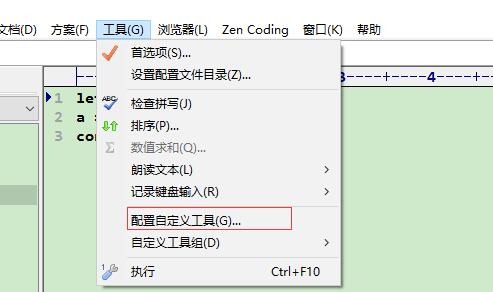 文档(D) 方案(F) 工具(G) 浏览器(L) Zen Coding 窗口(K) 帮助
首选项(S)...
设置配置文件目录(Z)...
3 4
1 le
ABC 检查拼写(J)
2 a
排序(P)...
3 co
Σ 数值求和(Q)...
朗读文本(L)
记录键盘输入(R)
配置自定义工具(G)...
自定义工具组(D)
执行 Ctrl+F10